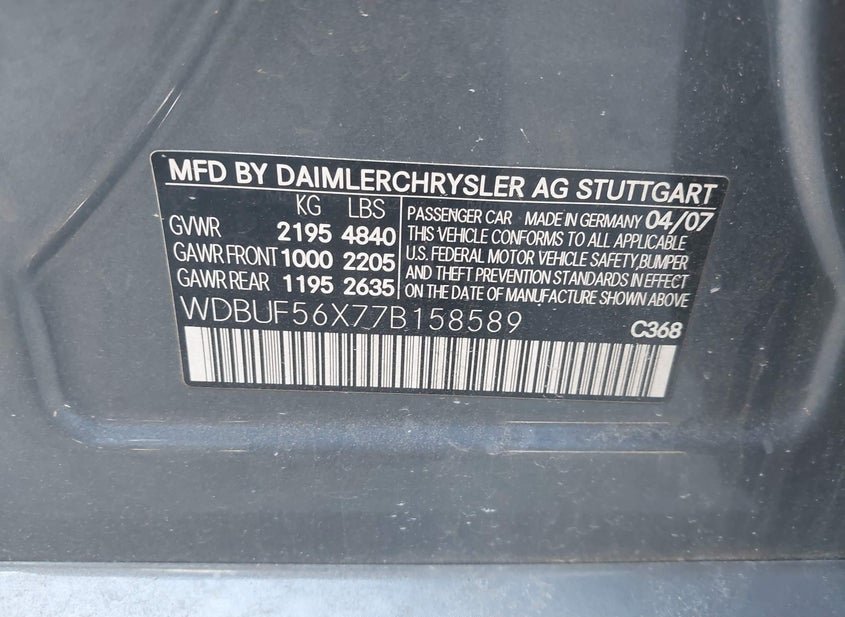 MFD BY DAIMLERCHRYSLER AG STUTTGART
KG LBS
GVWR 2195 4840
GAWR FRONT 1000 2205
GAWR REAR 1195 2635
PASSENGER CAR MADE IN GERMANY 04/07
THIS VEHICLE CONFORMS TO ALL APPLICABLE
U.S. FEDERAL MOTOR VEHICLE SAFETY,BUMPER
AND THEFT PREVENTION STANDARDS IN EFFECT
ON THE DATE OF MANUFACTURE SHOWN ABOVE
WDBUF56X77B158589
C368